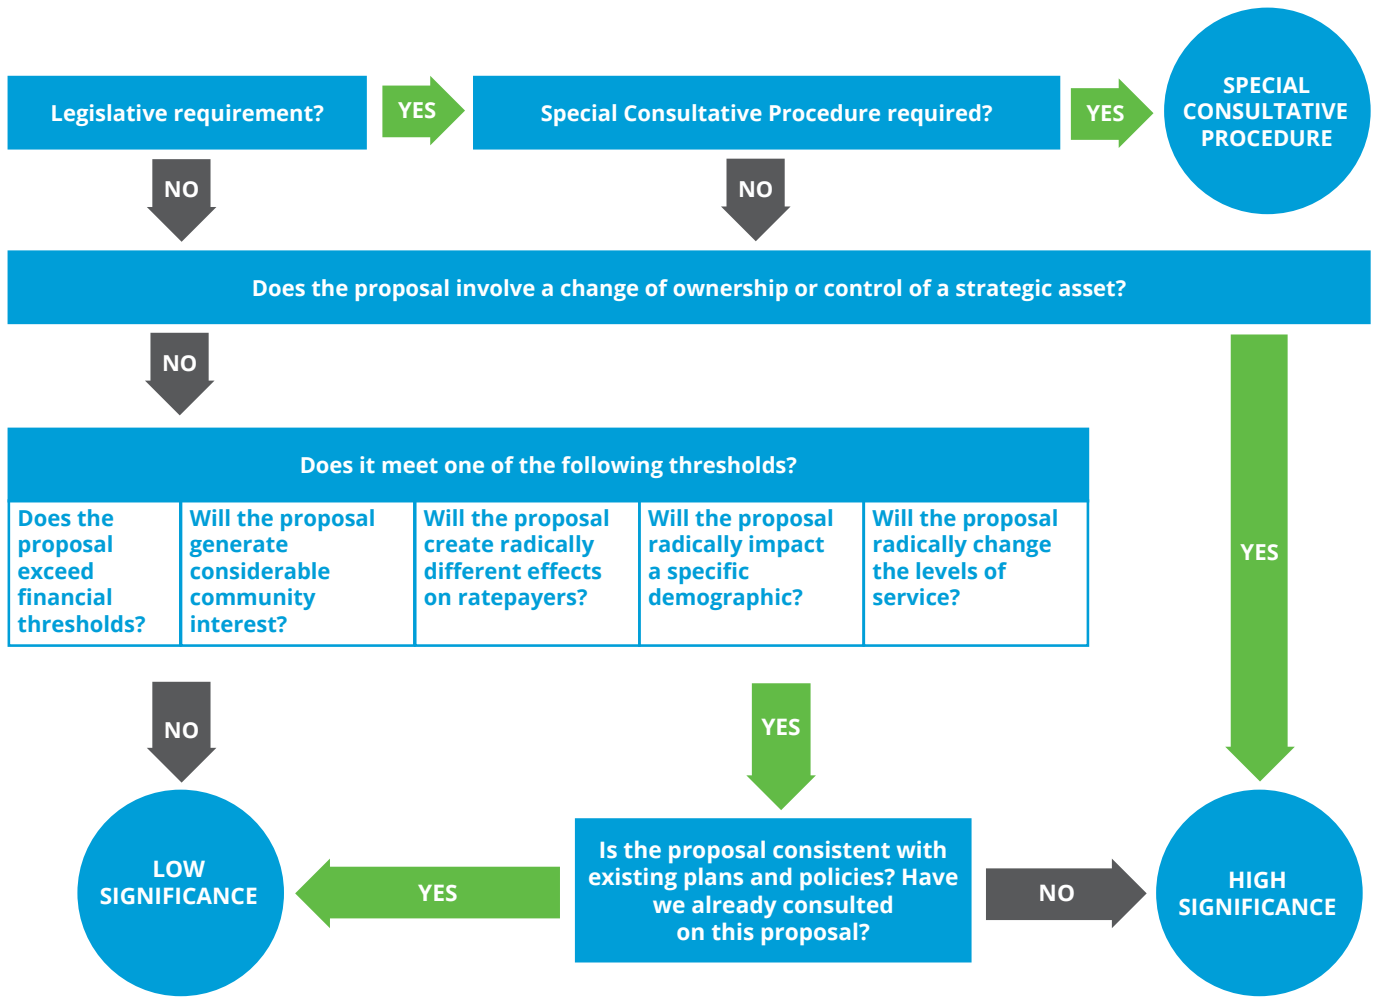 Legislative requirement?
YES
Special Consultative Procedure required?
YES
SPECIAL
CONSULTATIVE
PROCEDURE
NO
NO
Does the proposal involve a change of ownership or control of a strategic asset?
NO
YES
Does it meet one of the following thresholds?
Does the
proposal
exceed
financial
thresholds?
Will the proposal
generate
considerable
community
interest?
Will the proposal
create radically
different effects
on ratepayers?
Will the proposal
radically impact
a specific
demographic?
Will the proposal
radically change
the levels of
service?
NO
YES
LOW
SIGNIFICANCE
YES
Is the proposal consistent with
existing plans and policies? Have
we already consulted
on this proposal?
NO
HIGH
SIGNIFICANCE